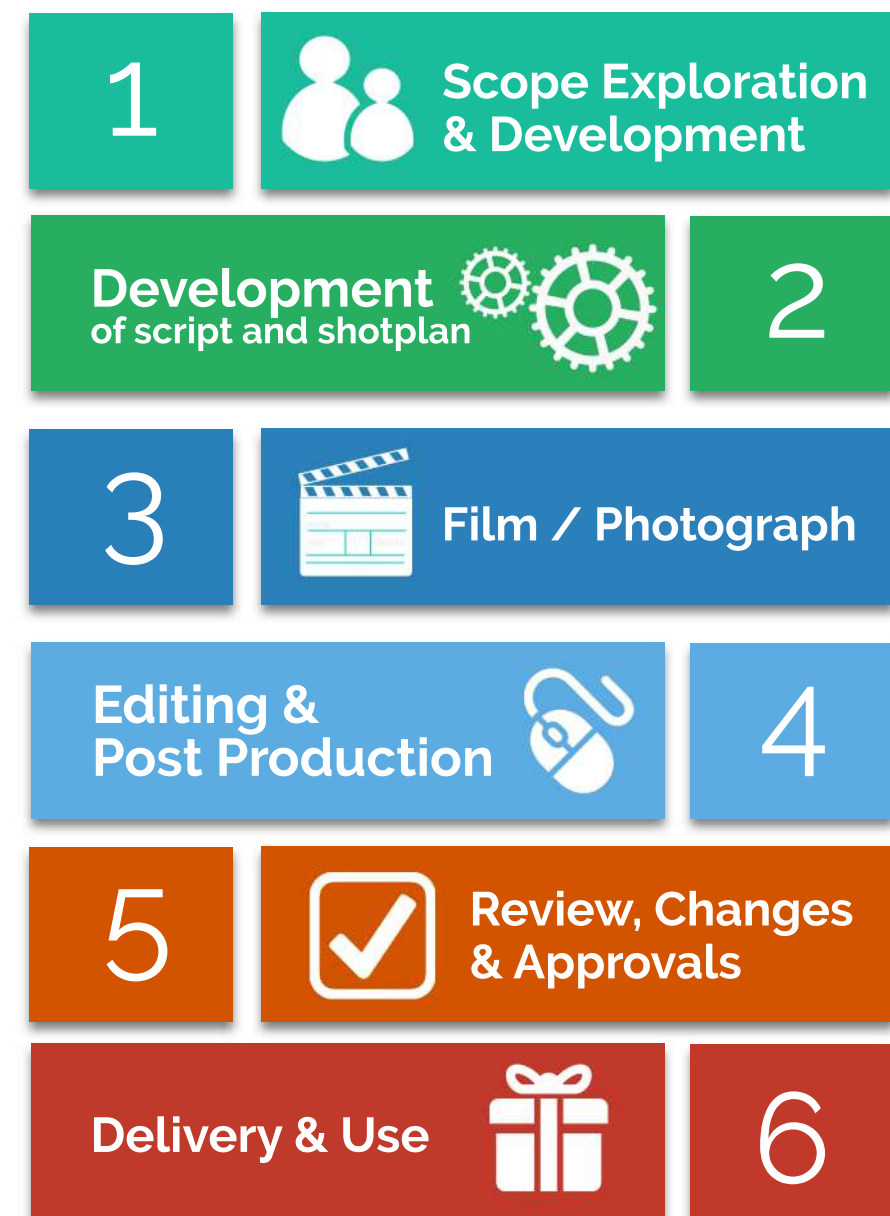 1
Scope Exploration
& Development
Development
of script and shotplan
2
3
Film / Photograph
Editing &
Post Production
4
5
Review, Changes
& Approvals
Delivery & Use
6